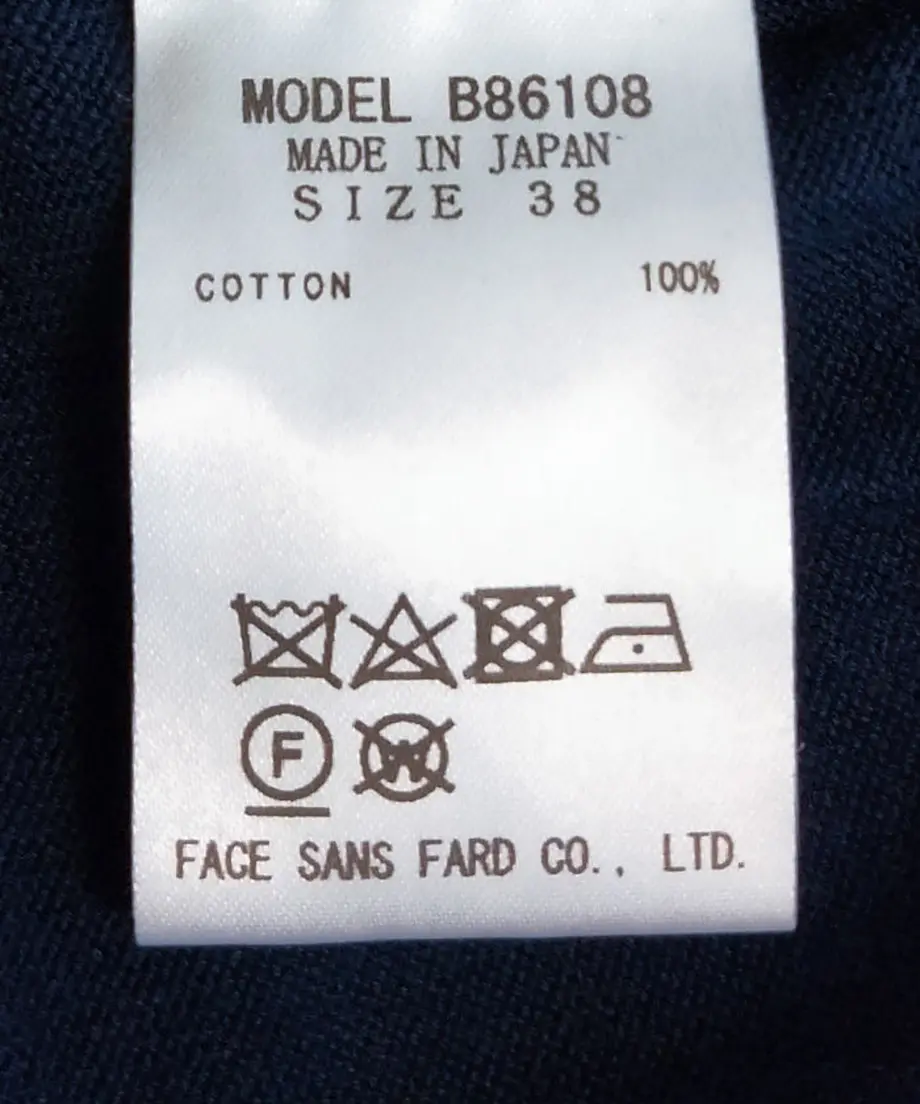 MODEL B86108
MADE IN JAPAN
SIZE 38
COTTON 100%
F W
FACE SANS FARD CO., LTD.